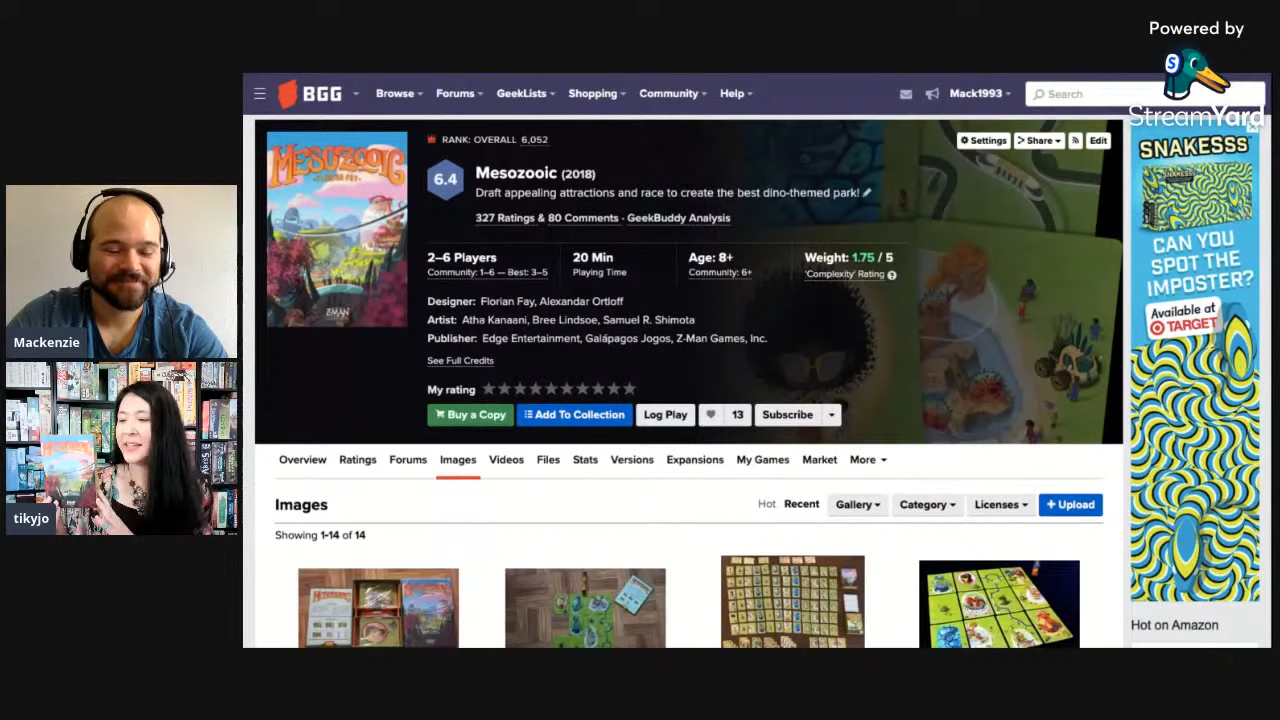 Powered by
StreamYard
BGG
Browse
Forums
GeekLists
Shopping
Community
Help
Mack1993
Search
MESOZOIC
FLORIAN FAY
ZMAN
RANK: OVERALL 6,052
Settings
Share
Edit
6.4
Mesozooic (2018)
Draft appealing attractions and race to create the best dino-themed park!
327 Ratings & 80 Comments · GeekBuddy Analysis
2–6 Players
Community: 1–6 — Best: 3–5
20 Min
Playing Time
Age: 8+
Community: 6+
Weight: 1.75 / 5
'Complexity' Rating
Designer: Florian Fay, Alexandar Ortloff
Artist: Atha Kanaani, Bree Lindsoe, Samuel R. Shimota
Publisher: Edge Entertainment, Galápagos Jogos, Z-Man Games, Inc.
See Full Credits
My rating
Buy a Copy
Add To Collection
Log Play
13
Subscribe
Overview
Ratings
Forums
Images
Videos
Files
Stats
Versions
Expansions
My Games
Market
More
Images
Hot
Recent
Gallery
Category
Licenses
+ Upload
Showing 1-14 of 14
Mackenzie
tikyjo
SNAKESSS
CAN YOU
SPOT THE
IMPOSTER?
Available at
TARGET
Hot on Amazon